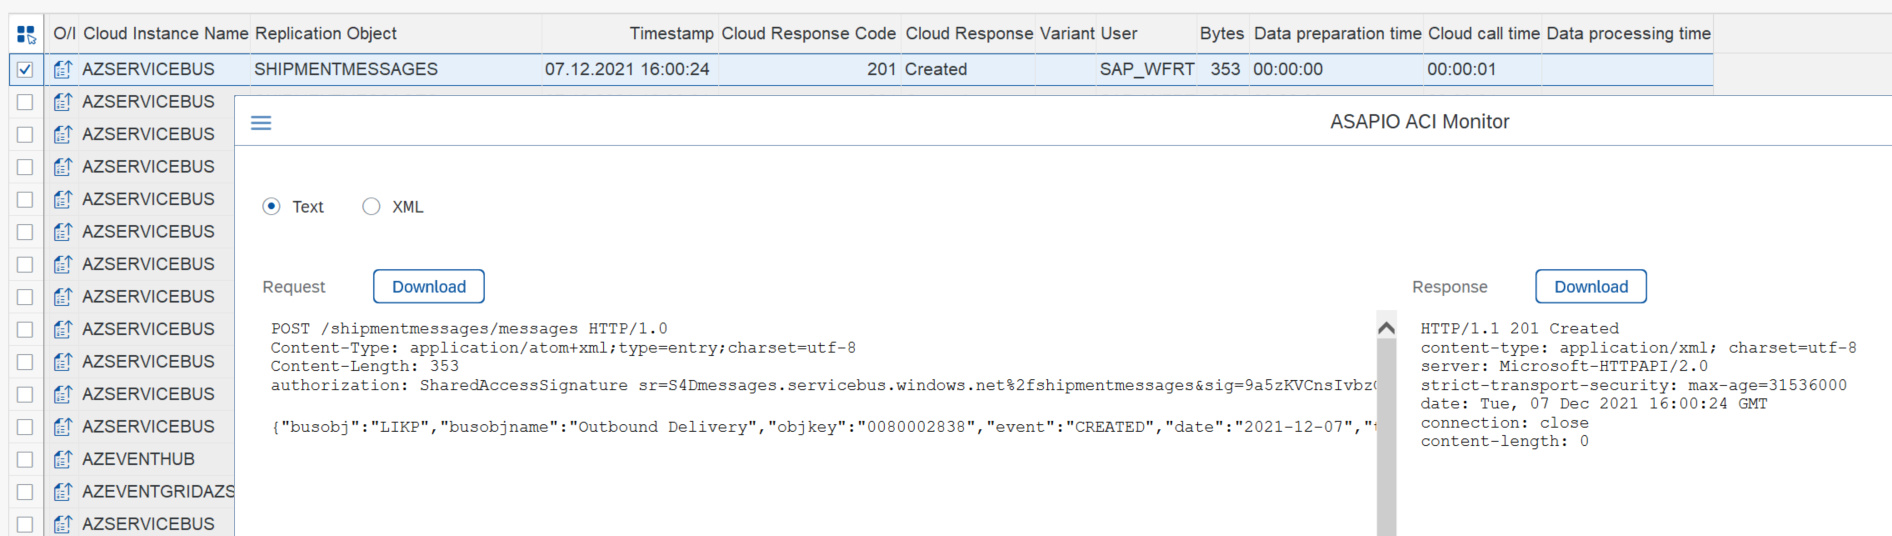 O/I Cloud Instance Name Replication Object Timestamp Cloud Response Code Cloud Response Variant User Bytes Data preparation time Cloud call time Data processing time
AZSERVICEBUS SHIPMENTMESSAGES 07.12.2021 16:00:24 201 Created SAP_WFRT 353 00:00:00 00:00:01
AZSERVICEBUS
ASAPIO ACI Monitor
AZSERVICEBUS
AZSERVICEBUS
AZSERVICEBUS
Text XML
AZSERVICEBUS
AZSERVICEBUS
Request Download Response Download
AZSERVICEBUS
AZSERVICEBUS
POST /shipmentmessages/messages HTTP/1.0 HTTP/1.1 201 Created
Content-Type: application/atom+xml;type=entry;charset=utf-8 content-type: application/xml; charset=utf-8
AZSERVICEBUS
Content-Length: 353 server: Microsoft-HTTPAPI/2.0
authorization: SharedAccessSignature sr=S4Dmessages.servicebus.windows.net%2fshipmentmessages&sig=9a5zKVCnsIvbz strict-transport-security: max-age=31536000
AZSERVICEBUS
date: Tue, 07 Dec 2021 16:00:24 GMT
connection: close
AZSERVICEBUS
{"busobj":"LIKP","busobjname":"Outbound Delivery","objkey":"0080002838","event":"CREATED","date":"2021-12-07"," content-length: 0
AZEVENTHUB
AZEVENTGRIDAZS
AZSERVICEBUS